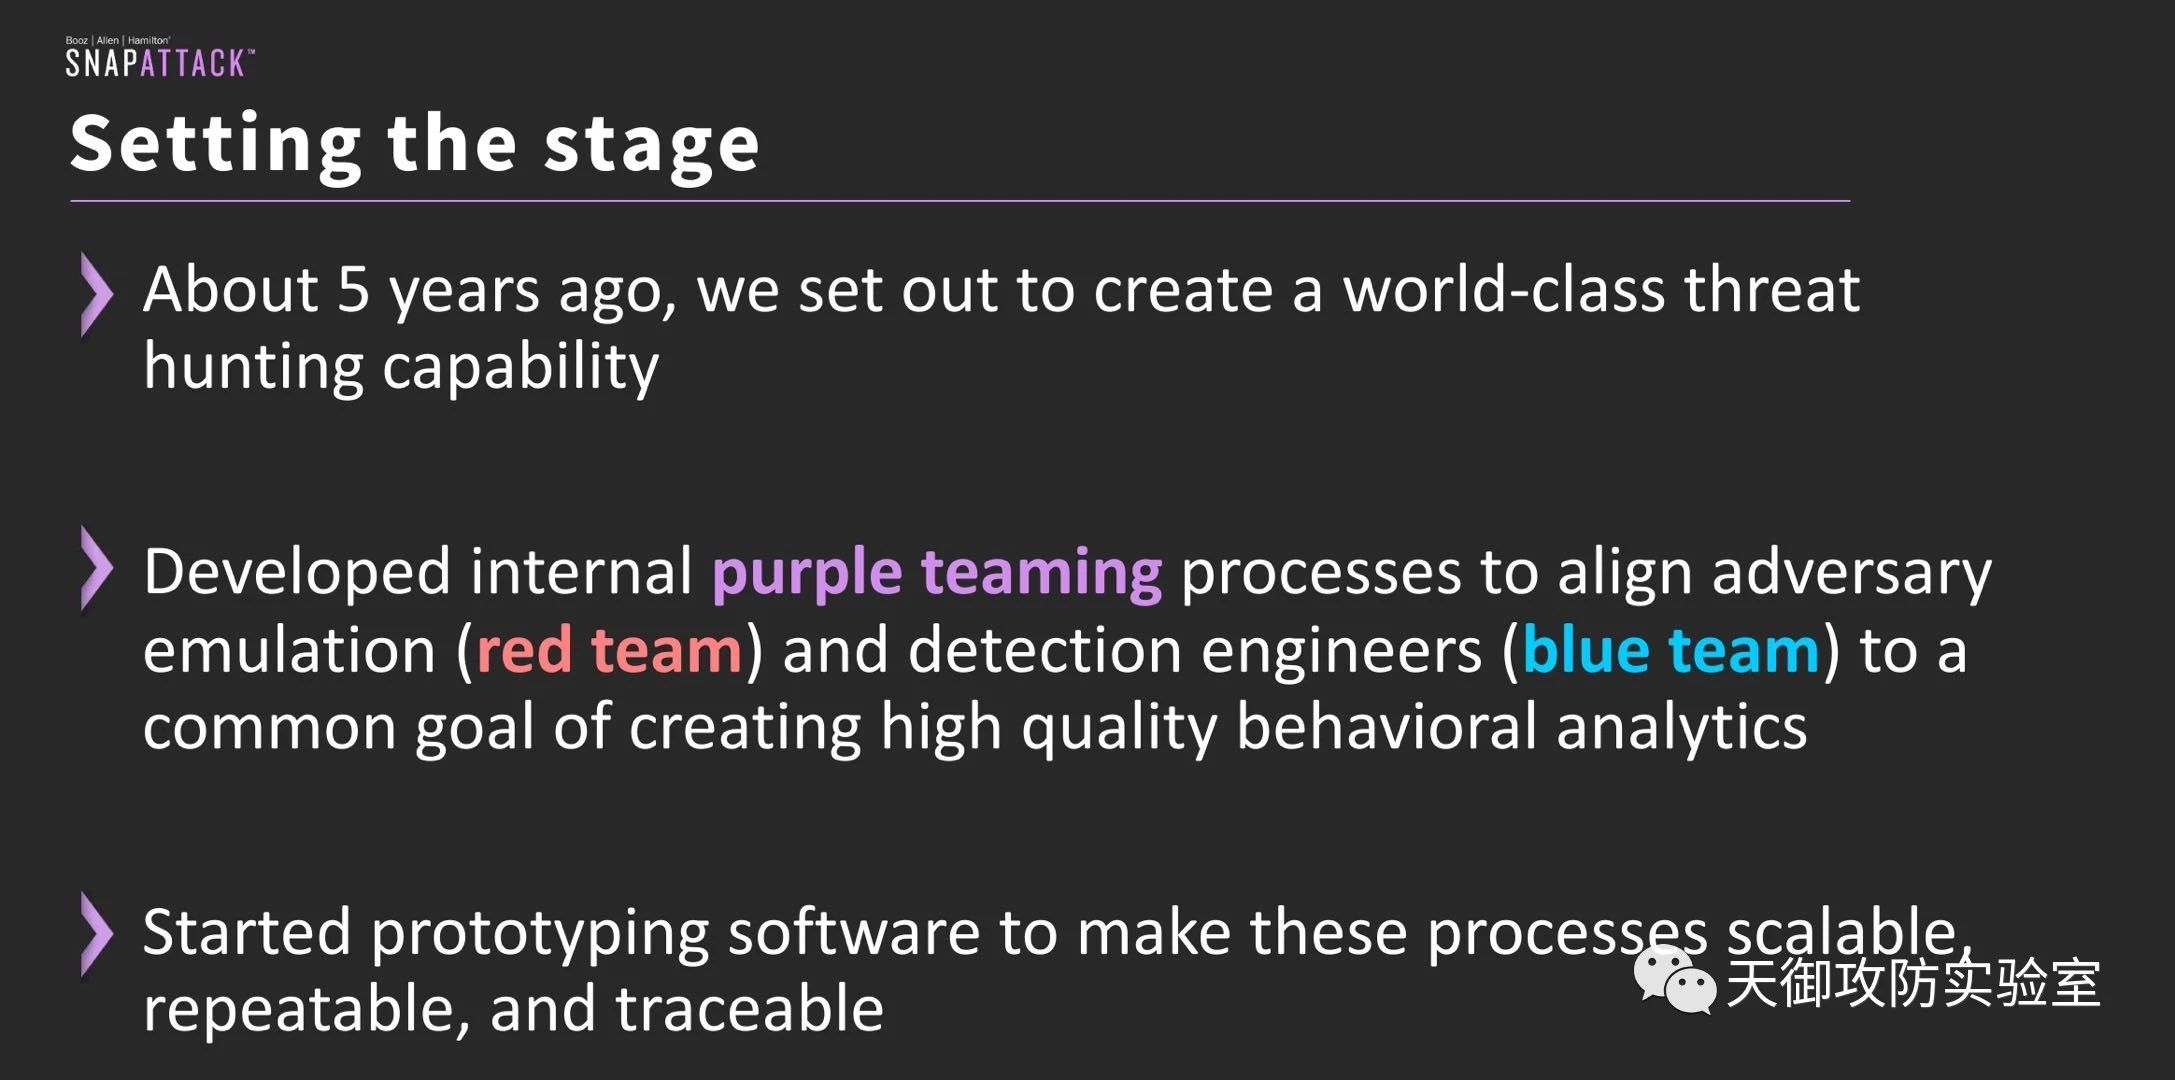 Booz | Allen | Hamilton®
SNAPATTACK™
Setting the stage
About 5 years ago, we set out to create a world-class threat
hunting capability
Developed internal purple teaming processes to align adversary
emulation (red team) and detection engineers (blue team) to a
common goal of creating high quality behavioral analytics
Started prototyping software to make these processes scalable,
repeatable, and traceable
天御攻防实验室